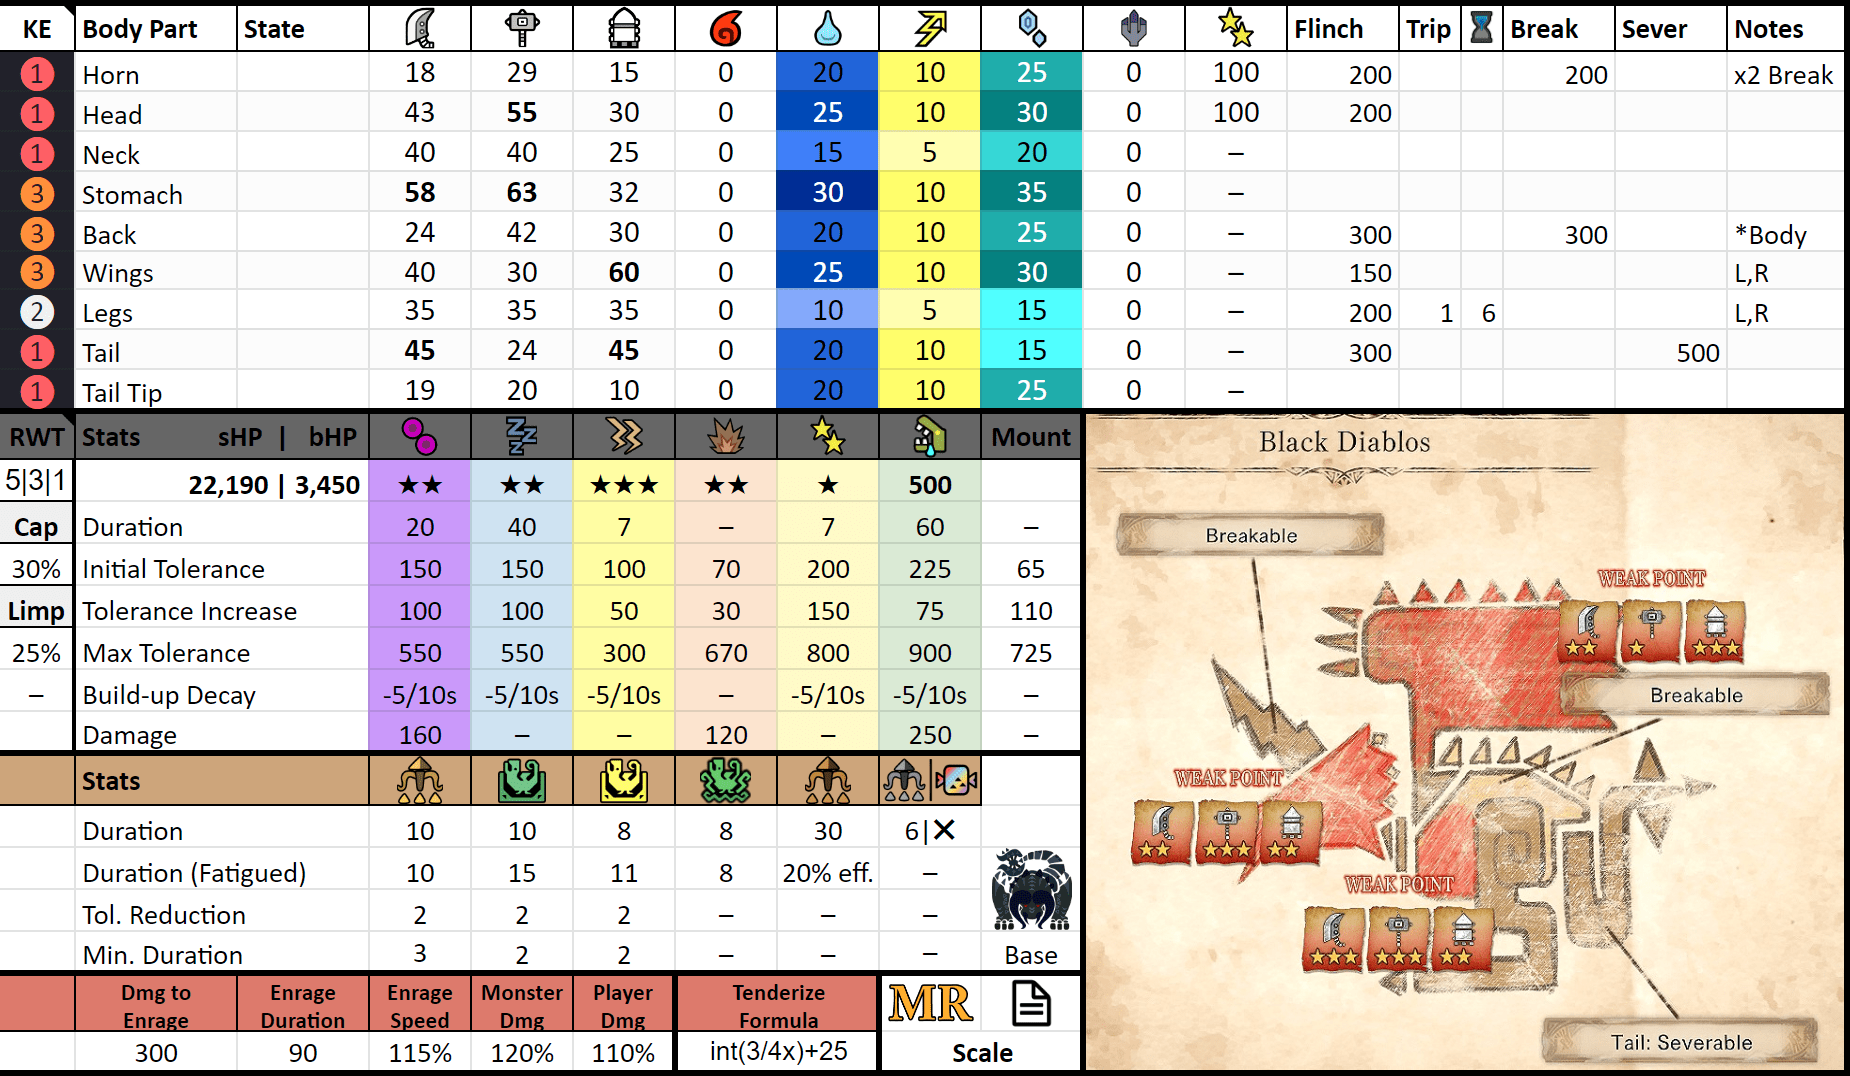 KE Body Part State Flinch Trip Break Sever Notes
1 Horn 18 29 15 0 20 10 25 0 100 200 200 x2 Break
1 Head 43 55 30 0 25 10 30 0 100 200
1 Neck 40 40 25 0 15 5 20 0 –
3 Stomach 58 63 32 0 30 10 35 0 –
3 Back 24 42 30 0 20 10 25 0 – 300 300 *Body
3 Wings 40 30 60 0 25 10 30 0 – 150 L,R
2 Legs 35 35 35 0 10 5 15 0 – 200 1 6 L,R
1 Tail 45 24 45 0 20 10 15 0 – 300 500
1 Tail Tip 19 20 10 0 20 10 25 0 –
RWT Stats sHP | bHP Mount
5|3|1 22,190 | 3,450 ★★ ★★ ★★★ ★★ ★ 500
Cap Duration 20 40 7 – 7 60 –
30% Initial Tolerance 150 150 100 70 200 225 65
Limp Tolerance Increase 100 100 50 30 150 75 110
25% Max Tolerance 550 550 300 670 800 900 725
– Build-up Decay -5/10s -5/10s -5/10s – -5/10s -5/10s –
Damage 160 – – 120 – 250 –
Stats
Duration 10 10 8 8 30 6|✕
Duration (Fatigued) 10 15 11 8 20% eff. –
Tol. Reduction 2 2 2 – – –
Min. Duration 3 2 2 – – – Base
Dmg to Enrage Enrage Duration Enrage Speed Monster Dmg Player Dmg Tenderize Formula MR
300 90 115% 120% 110% int(3/4x)+25 Scale
Black Diablos
Breakable
WEAK POINT
Breakable
WEAK POINT
WEAK POINT
Tail: Severable